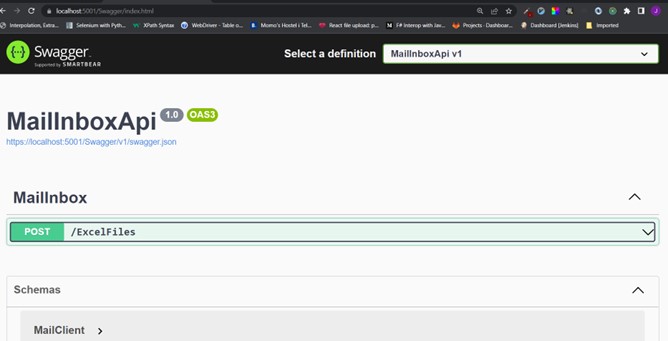 localhost:5001/Swagger/index.html
Interpolation, Extra... Selenium with Pyth... XPath Syntax WebDriver - Table o... Momo's Hostel i Tel... React file upload: p... F# Interop with Jav... Projects · Dashboar... Dashboard [Jenkins] Imported
Swagger.
Supported by SMARTBEAR
Select a definition
MailInboxApi v1
MailInboxApi 1.0 OAS3
https://localhost:5001/Swagger/v1/swagger.json
MailInbox
POST /ExcelFiles
Schemas
MailClient